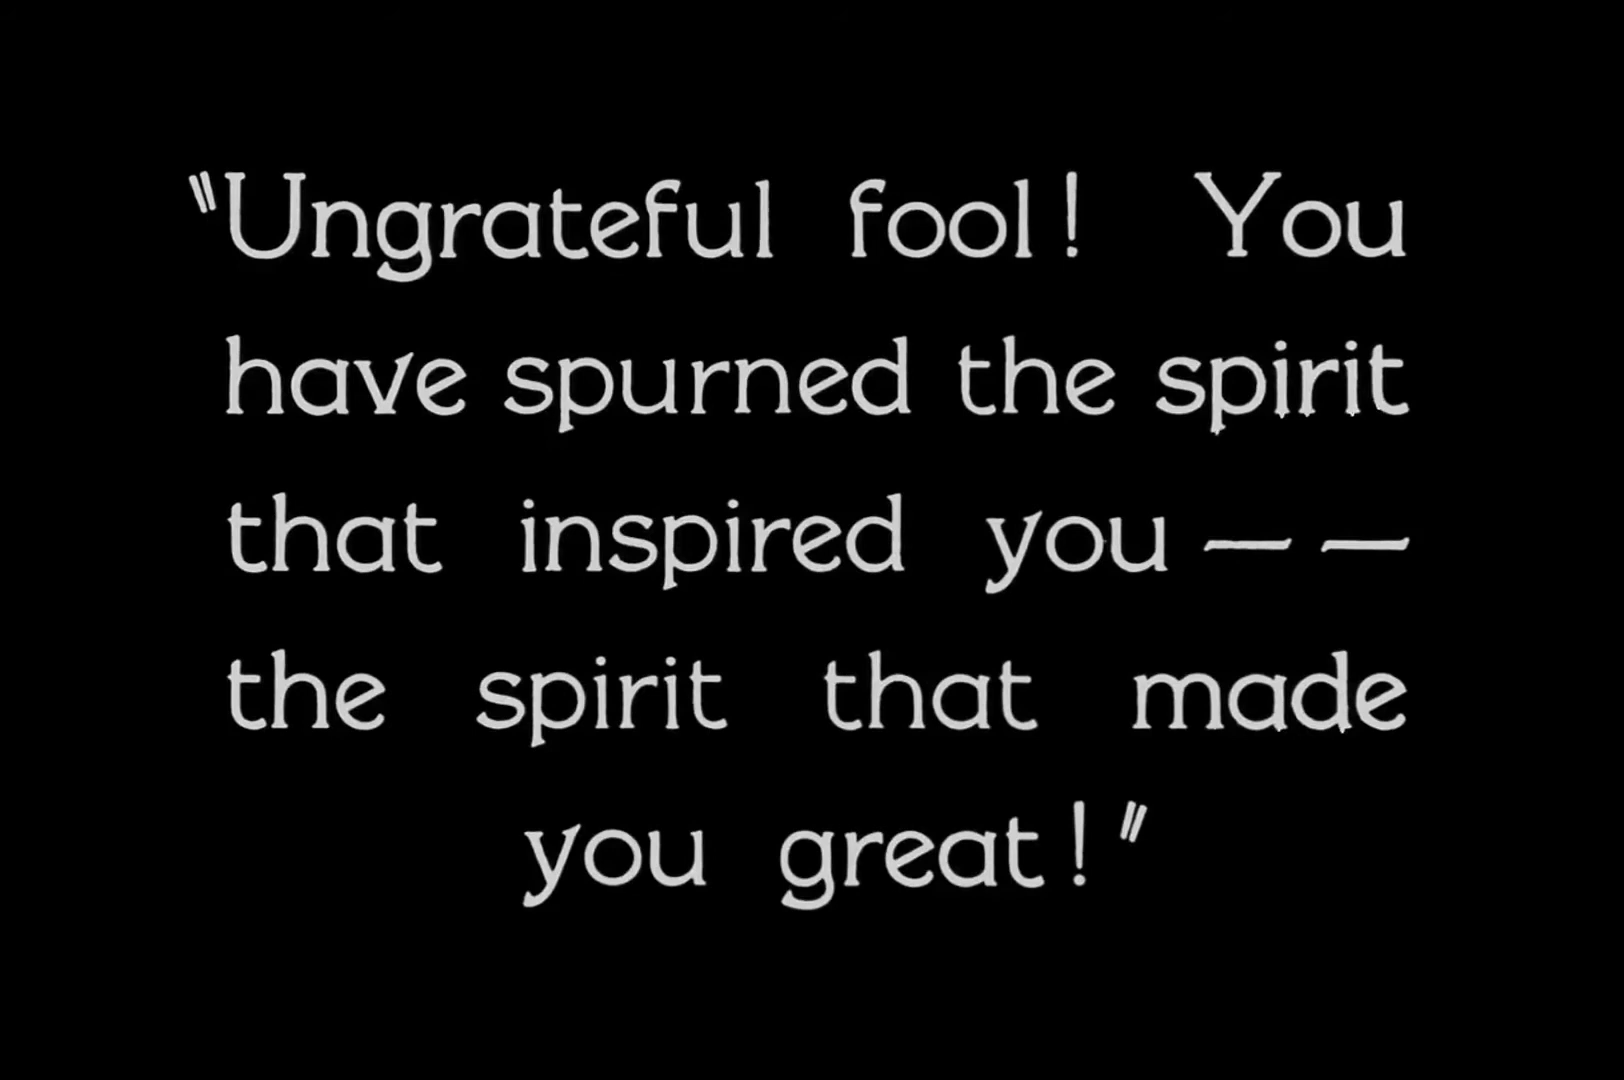 "Ungrateful fool! You
have spurned the spirit
that inspired you — —
the spirit that made
you great!"